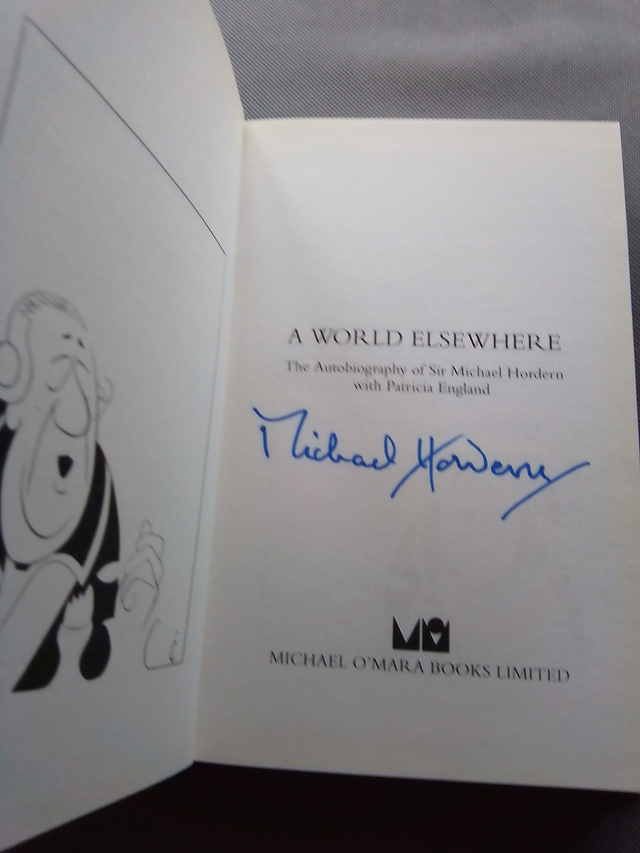 A WORLD ELSEWHERE
The Autobiography of Sir Michael Hordern
with Patricia England
Michael Hordern
MICHAEL O'MARA BOOKS LIMITED